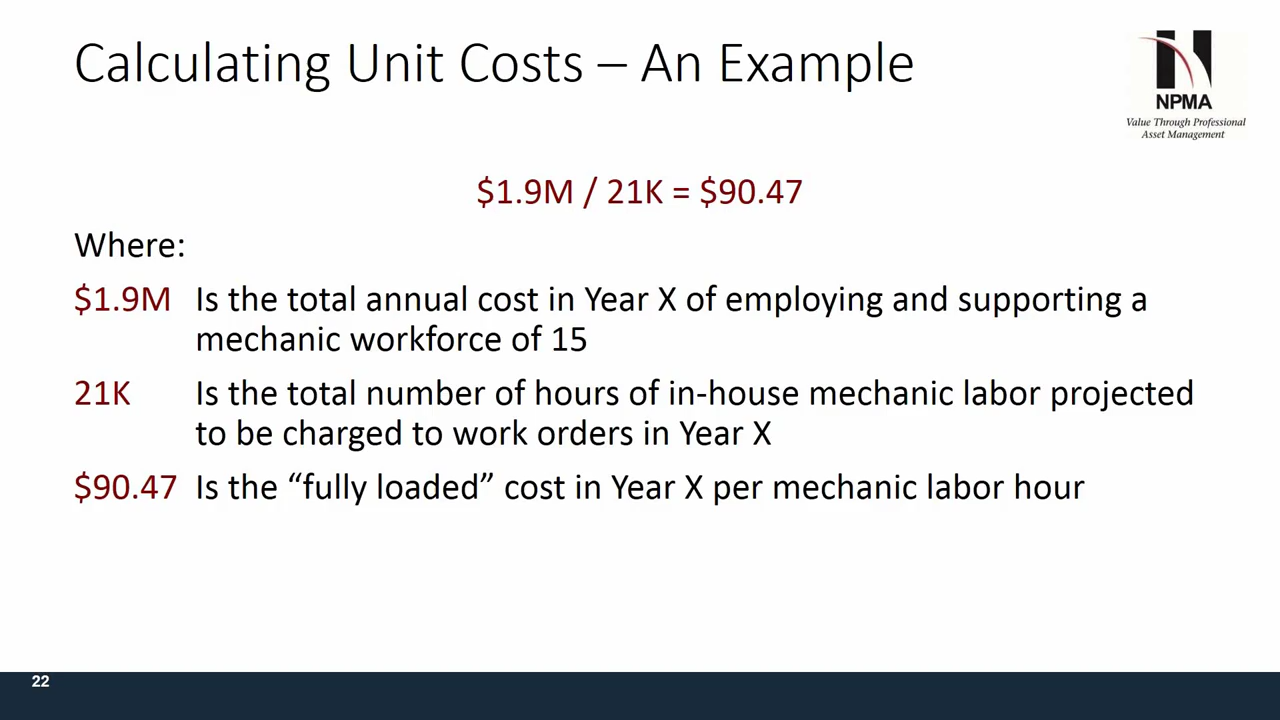 Calculating Unit Costs – An Example
NPMA
Value Through Professional
Asset Management
$1.9M / 21K = $90.47
Where:
$1.9M Is the total annual cost in Year X of employing and supporting a
mechanic workforce of 15
21K Is the total number of hours of in-house mechanic labor projected
to be charged to work orders in Year X
$90.47 Is the “fully loaded” cost in Year X per mechanic labor hour
22